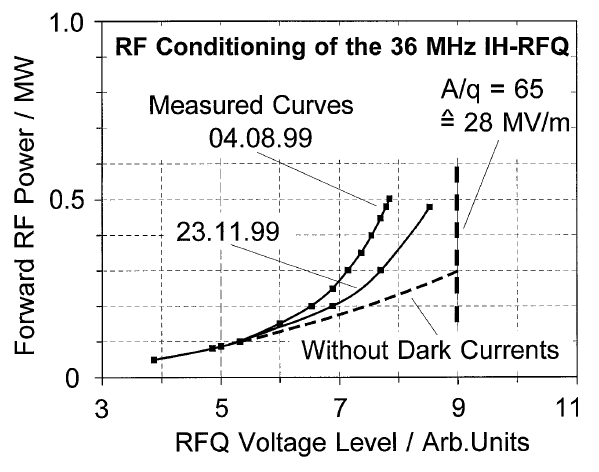 RF Conditioning of the 36 MHz IH-RFQ
A/q = 65
≙ 28 MV/m
Measured Curves
04.08.99
23.11.99
Without Dark Currents
Forward RF Power / MW
1.0
0.5
0
3 5 7 9 11
RFQ Voltage Level / Arb.Units